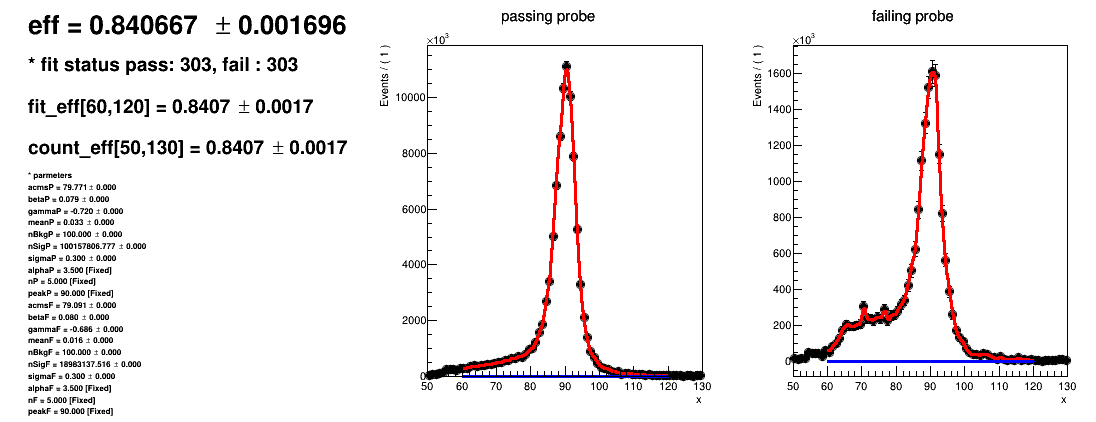 eff = 0.840667 ± 0.001696
* fit status pass: 303, fail : 303
fit_eff[60,120] = 0.8407 ± 0.0017
count_eff[50,130] = 0.8407 ± 0.0017
* parmeters
acmsP = 79.771 ± 0.000
betaP = 0.079 ± 0.000
gammaP = -0.720 ± 0.000
meanP = 0.033 ± 0.000
nBkgP = 100.000 ± 0.000
nSigP = 100157806.777 ± 0.000
sigmaP = 0.300 ± 0.000
alphaP = 3.500 [Fixed]
nP = 5.000 [Fixed]
peakP = 90.000 [Fixed]
acmsF = 79.091 ± 0.000
betaF = 0.080 ± 0.000
gammaF = -0.686 ± 0.000
meanF = 0.016 ± 0.000
nBkgF = 100.000 ± 0.000
nSigF = 18983137.516 ± 0.000
sigmaF = 0.300 ± 0.000
alphaF = 3.500 [Fixed]
nF = 5.000 [Fixed]
peakF = 90.000 [Fixed]
passing probe
×10³
Events / ( 1 )
10000
8000
6000
4000
2000
0
50 60 70 80 90 100 110 120 130
x
failing probe
×10³
Events / ( 1 )
1600
1400
1200
1000
800
600
400
200
0
50 60 70 80 90 100 110 120 130
x